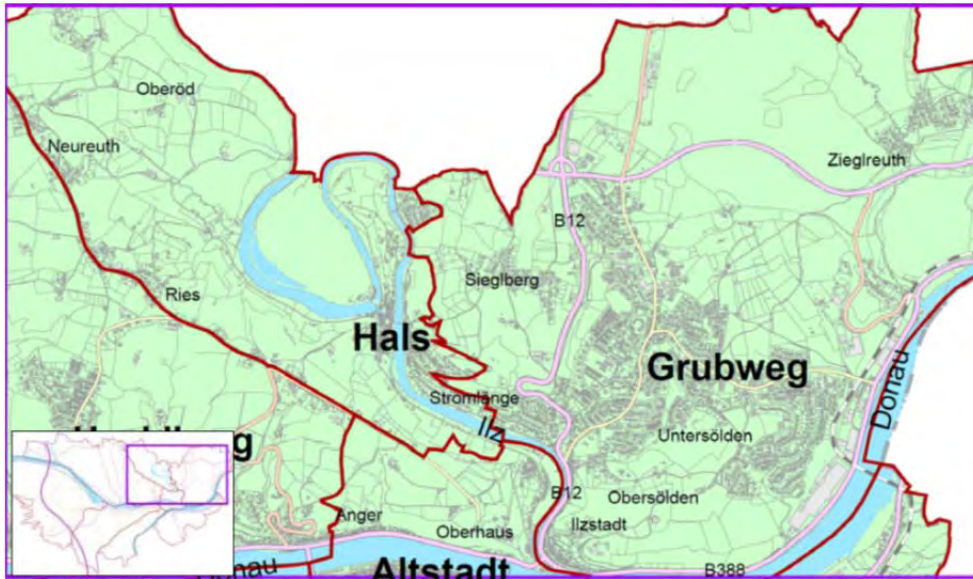 Oberöd
Neureuth
Zieglreuth
B12
Sieglberg
Ries
Hals
Grubweg
Donau
Stromlänge
Ilz
Untersölden
g
B12
Obersölden
Anger
Ilzstadt
Oberhaus
Donau
Altstadt
B388